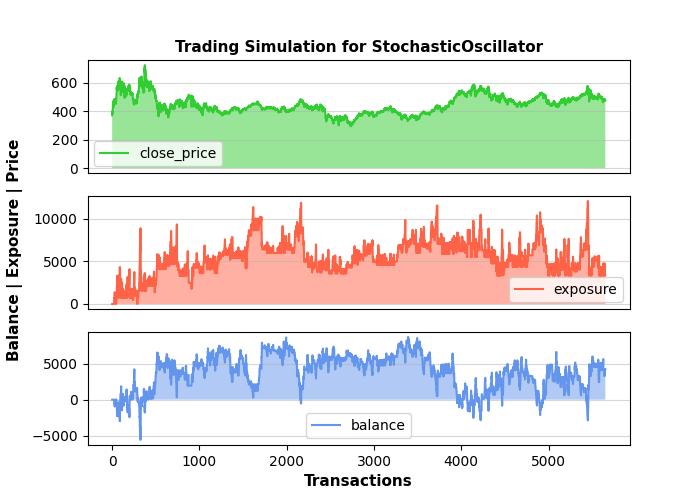 Trading Simulation for StochasticOscillator
600
400
200
0
close_price
10000
5000
0
exposure
5000
0
−5000
balance
0 1000 2000 3000 4000 5000
Transactions
Balance | Exposure | Price